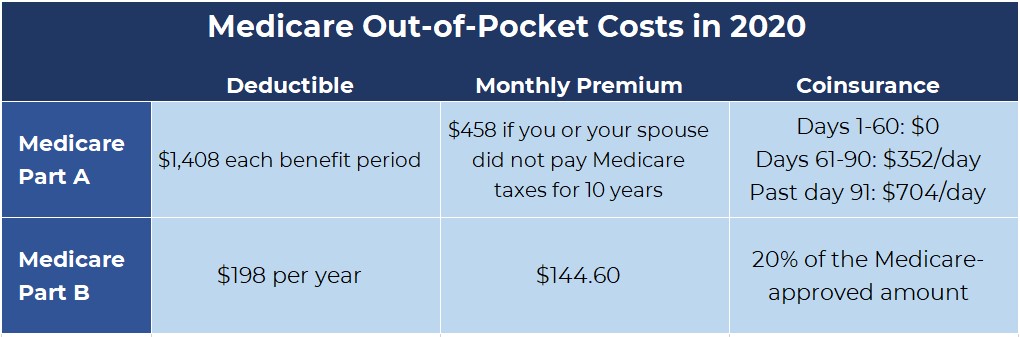 Medicare Out-of-Pocket Costs in 2020
Deductible
Monthly Premium
Coinsurance
Medicare
Part A
$1,408 each benefit period
$458 if you or your spouse
did not pay Medicare
taxes for 10 years
Days 1-60: $0
Days 61-90: $352/day
Past day 91: $704/day
Medicare
Part B
$198 per year
$144.60
20% of the Medicare-
approved amount